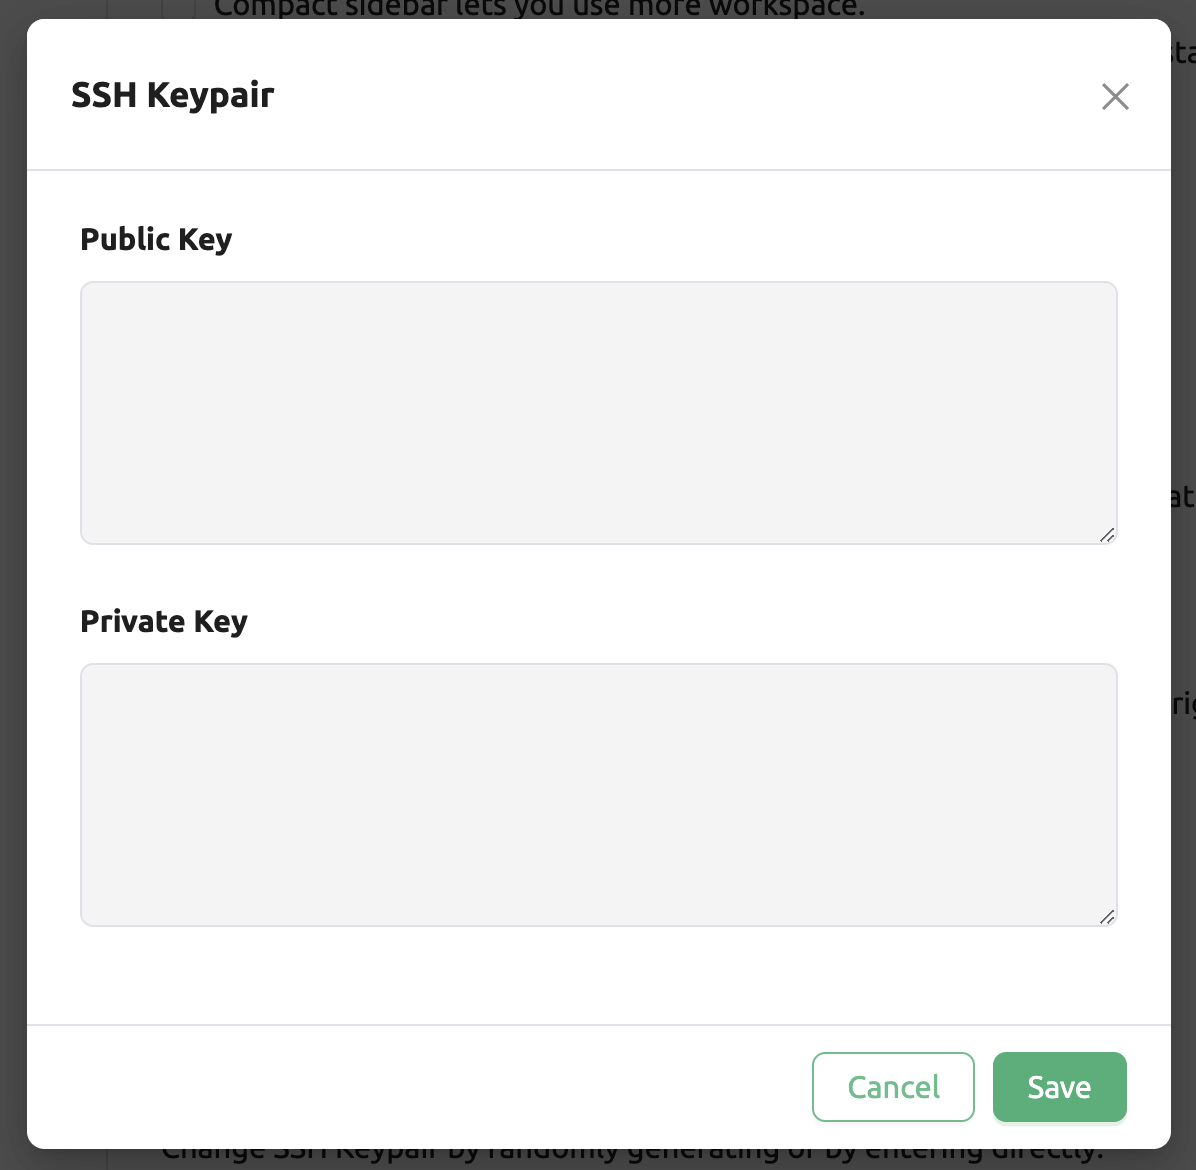 Compact sidebar lets you use more workspace.
SSH Keypair
Public Key
Private Key
Cancel
Save
Change SSH Keypair by randomly generating or by entering directly.